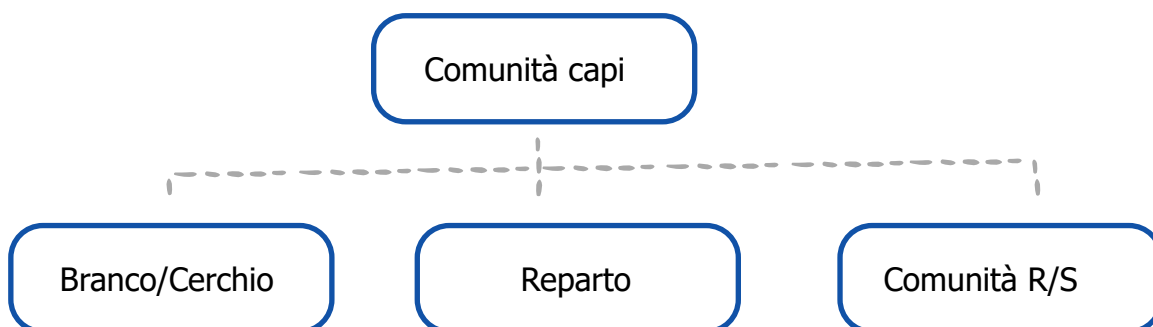 Comunità capi
Branco/Cerchio
Reparto
Comunità R/S